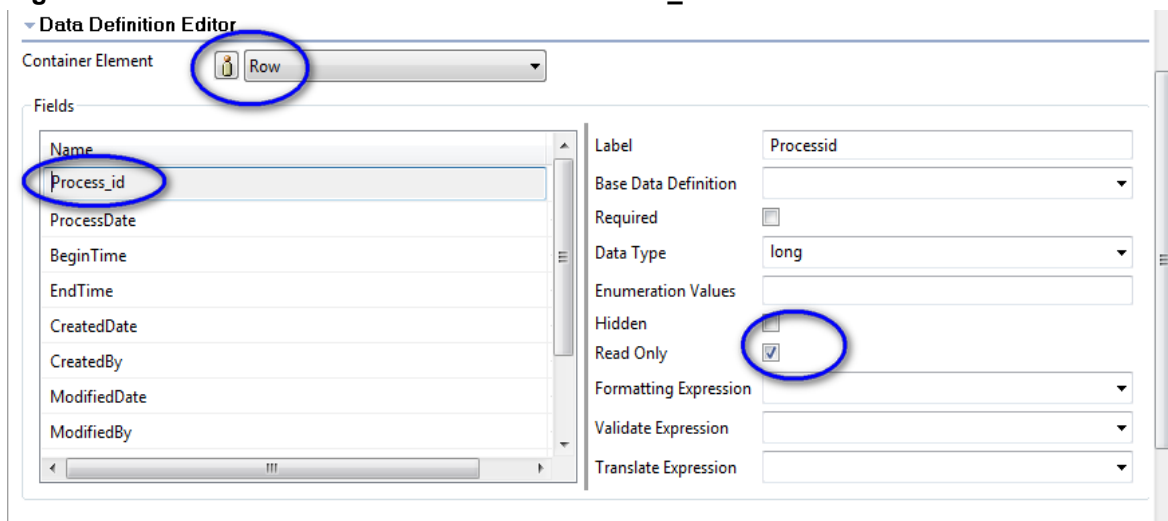 Data Definition Editor
Container Element Row
Fields
Name
Process_id
ProcessDate
BeginTime
EndTime
CreatedDate
CreatedBy
ModifiedDate
ModifiedBy
Label Processid
Base Data Definition
Required
Data Type long
Enumeration Values
Hidden
Read Only
Formatting Expression
Validate Expression
Translate Expression